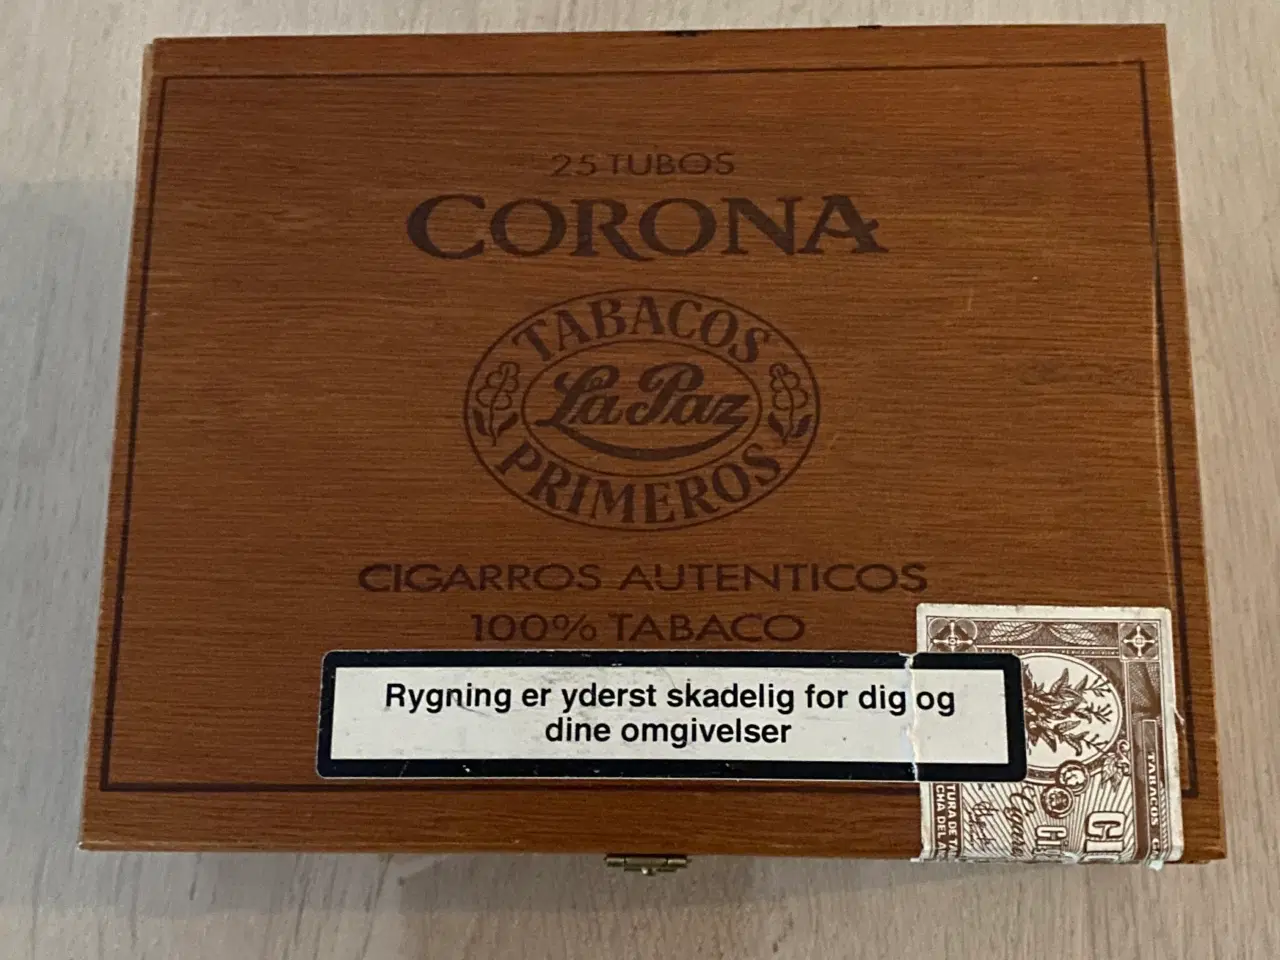 25 TUBOS
CORONA
TABACOS
La Paz
PRIMEROS
CIGARROS AUTENTICOS
100% TABACO
Rygning er yderst skadelig for dig og
dine omgivelser
TABACOS